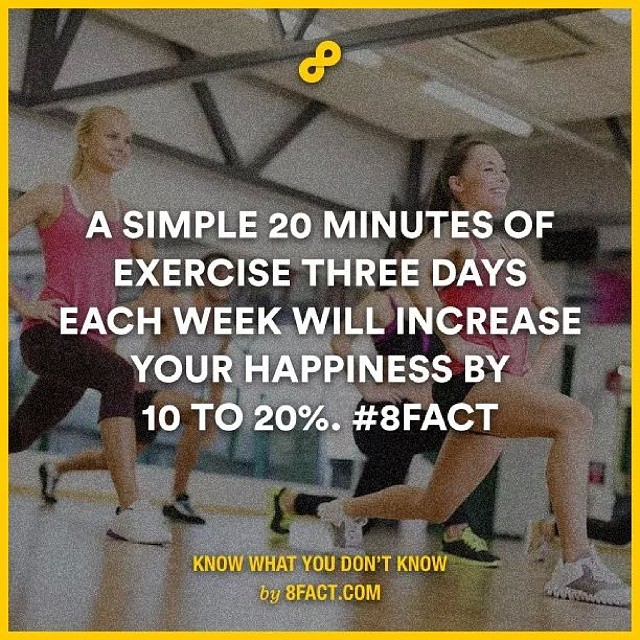 A SIMPLE 20 MINUTES OF
EXERCISE THREE DAYS
EACH WEEK WILL INCREASE
YOUR HAPPINESS BY
10 TO 20%. #8FACT
KNOW WHAT YOU DON'T KNOW
by 8FACT.COM